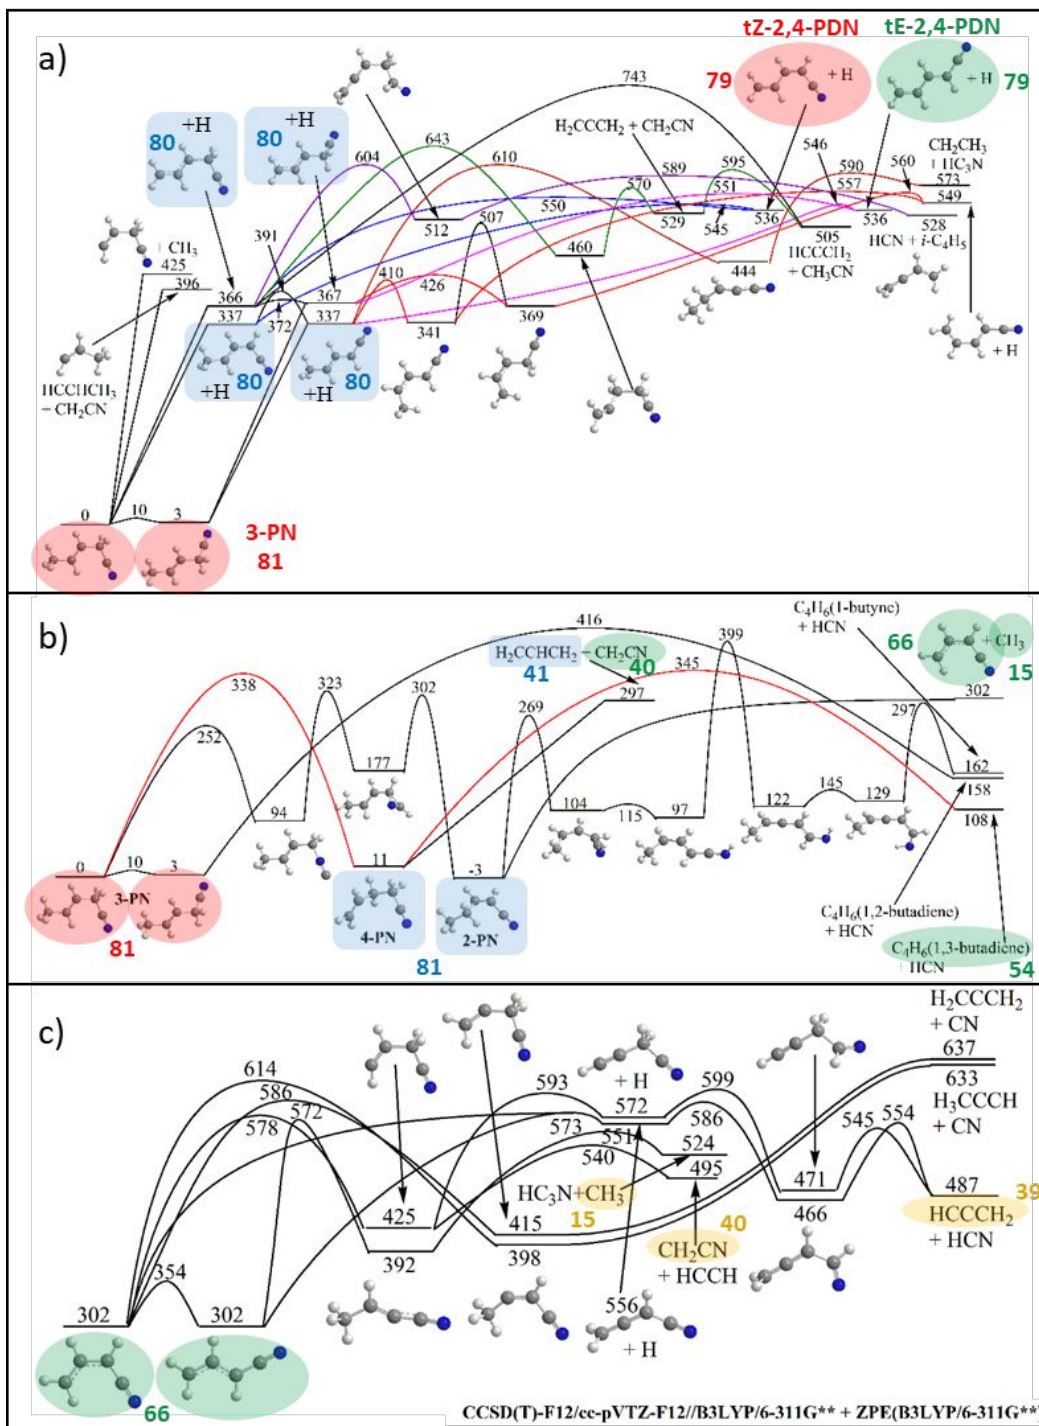 a)
tZ-2,4-PDN
tE-2,4-PDN
79
+ H
+ H
79
743
+H
80
+H
80
H₂CCCH₂ + CH₂CN
643
604
610
589
595
570
551
550
546
590
557
560
CH₂CH₃
+ HC₃N
573
549
528
536
536
545
529
512
507
505
HCCCH₂
+ CH₃CN
HCN + i-C₄H₅
460
444
+ CH₃
425
396
391
410
426
366
367
337
372
337
341
369
HCCHCH₃
+ CH₂CN
80
+H
80
+H
+ H
0
10
3
3-PN
81
b)
C₄H₆(1-butyne)
+ HCN
416
399
66
+ CH₃
15
H₂CCHCH₂ + CH₂CN
41
40
338
323
302
345
297
302
297
269
252
177
162
158
145
129
122
115
108
104
97
94
0
10
3
11
-3
3-PN
81
4-PN
2-PN
81
C₄H₆(1,2-butadiene)
+ HCN
C₄H₆(1,3-butadiene)
+ HCN
54
c)
H₂CCCH₂
+ CN
637
633
H₃CCCH
+ CN
614
586
572
578
593
+ H
572
599
586
573
551
540
524
545
554
495
HC₃N+CH₃
15
425
415
471
466
487
39
HCCCH₂
+ HCN
392
398
40
CH₂CN
+ HCCH
354
302
302
556
+ H
66
CCSD(T)-F12/cc-pVTZ-F12//B3LYP/6-311G** + ZPE(B3LYP/6-311G**